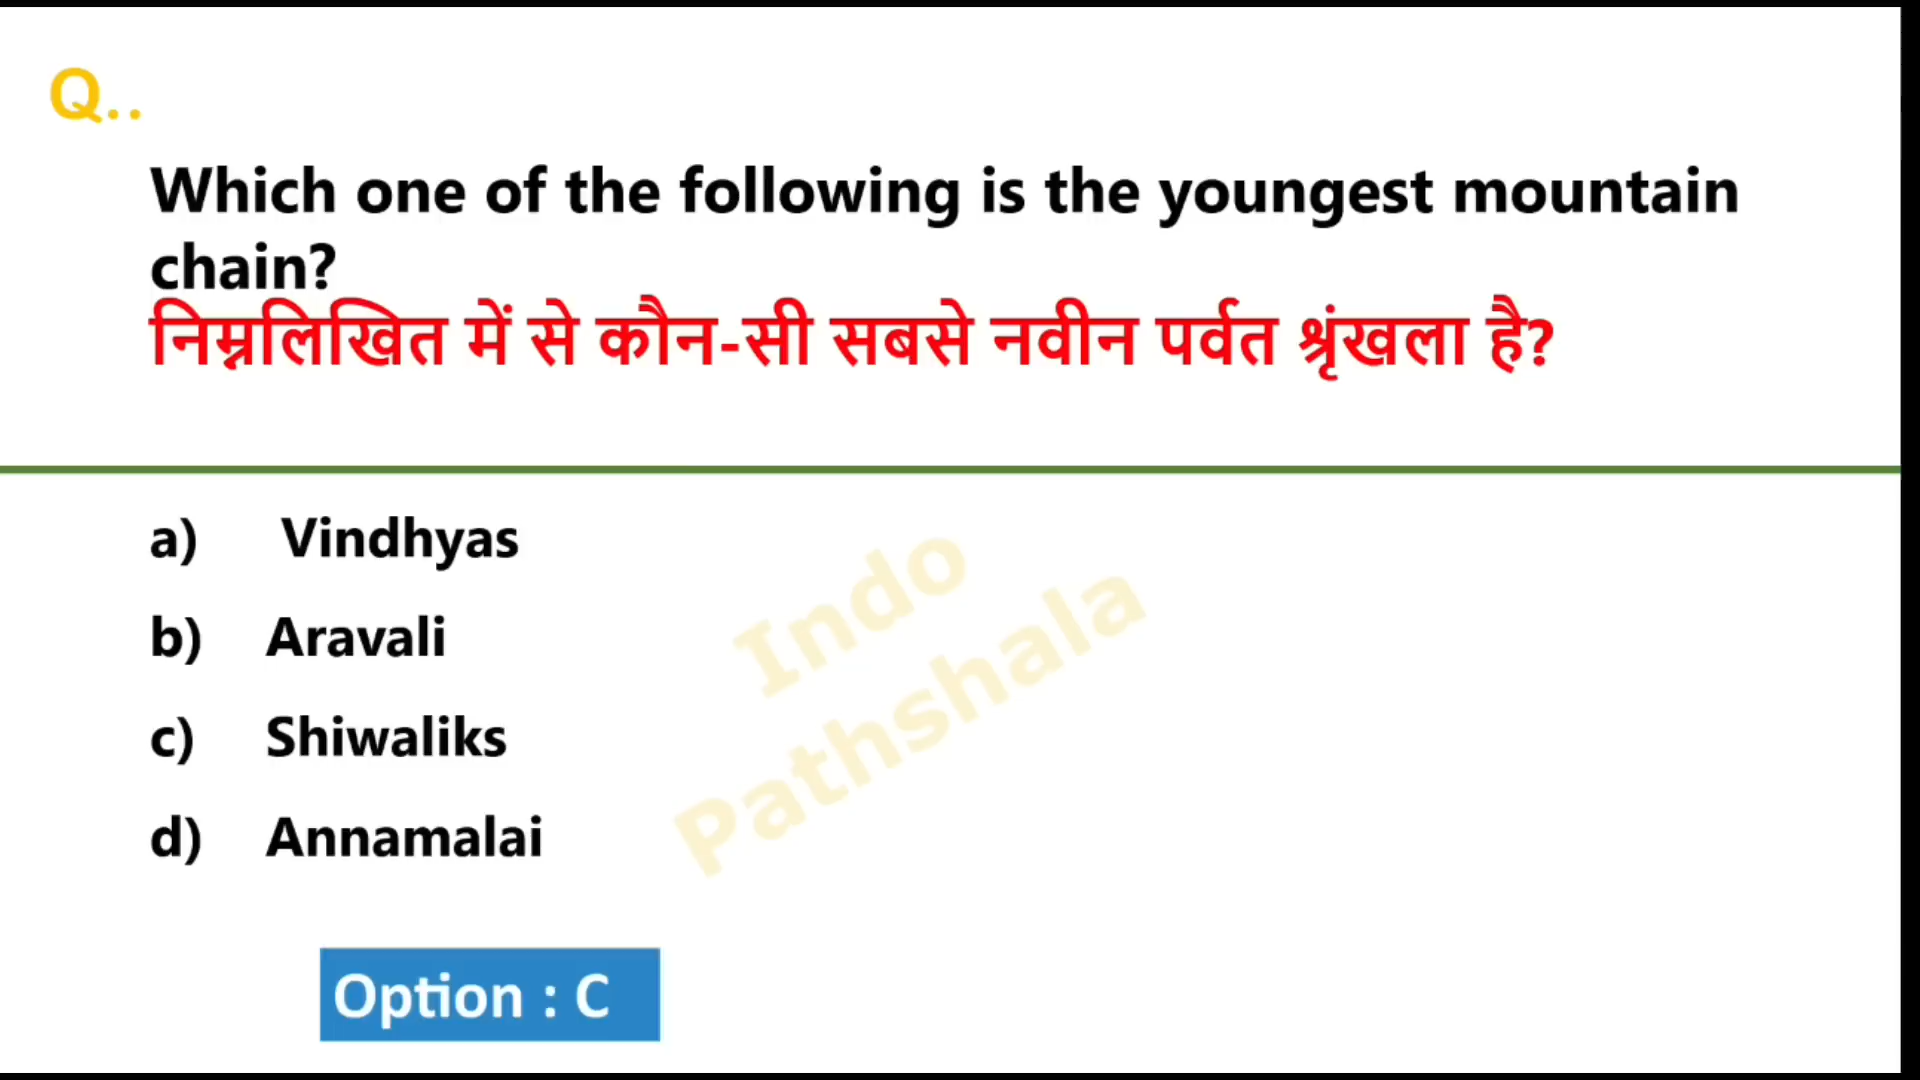 Q..
Which one of the following is the youngest mountain
chain?
निम्नलिखित में से कौन-सी सबसे नवीन पर्वत श्रृंखला है?
a) Vindhyas
b) Aravali
c) Shiwaliks
d) Annamalai
Indo
Pathshala
Option : C